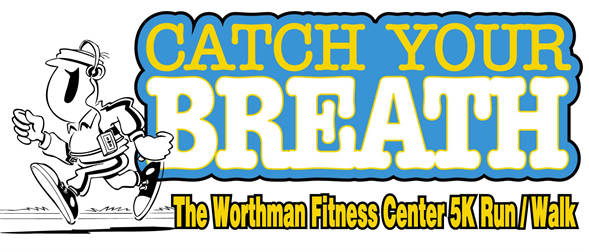 CATCH YOUR
BREATH
The Worthman Fitness Center 5K Run / Walk